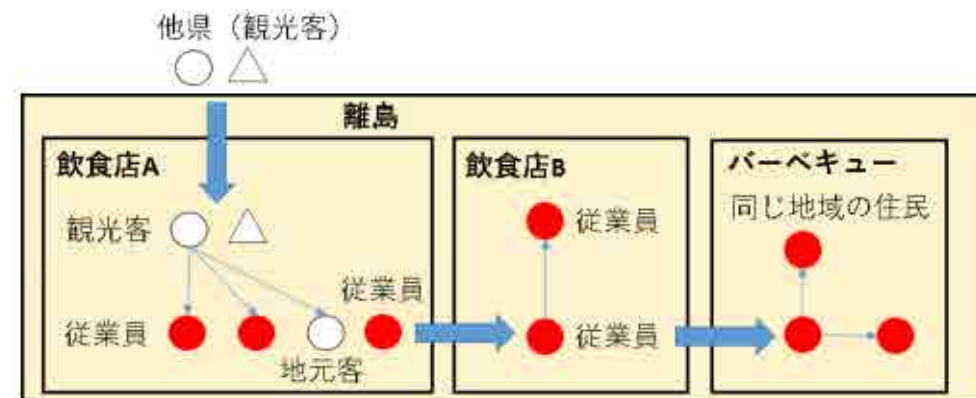 他県（観光客）
離島
飲食店A
観光客
従業員
従業員
地元客
飲食店B
従業員
従業員
バーベキュー
同じ地域の住民